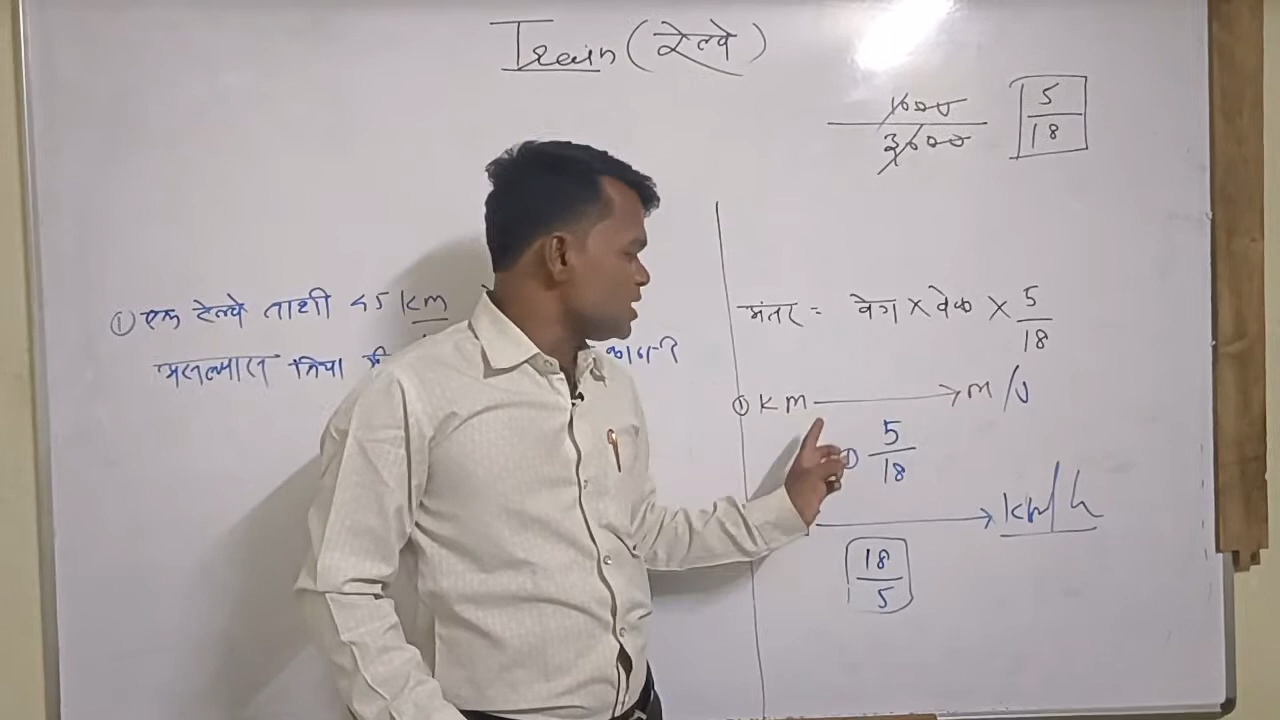 Train (रेल्वे)
1000
3600
5
18
① एक रेल्वे ताशी 45 km
असल्यास तिचा
अंतर = वेग × वेळ × 5/18
① km → m/s
① 5/18
→ km/h
18
5